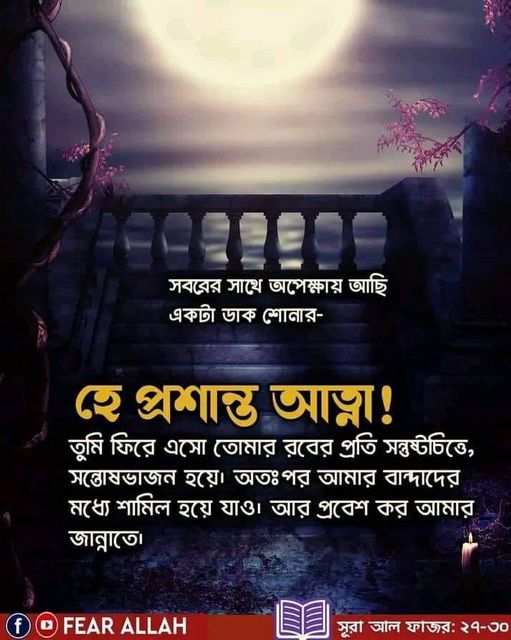 সবরের সাথে অপেক্ষায় আছি
একটা ডাক শোনার-
হে প্রশান্ত আত্না!
তুমি ফিরে এসো তোমার রবের প্রতি সন্তুষ্টচিত্তে,
সন্তোষভাজন হয়ে। অতঃপর আমার বান্দাদের
মধ্যে শামিল হয়ে যাও। আর প্রবেশ কর আমার
জান্নাতে।
FEAR ALLAH
সুরা আল ফাজর: ২৭-৩০